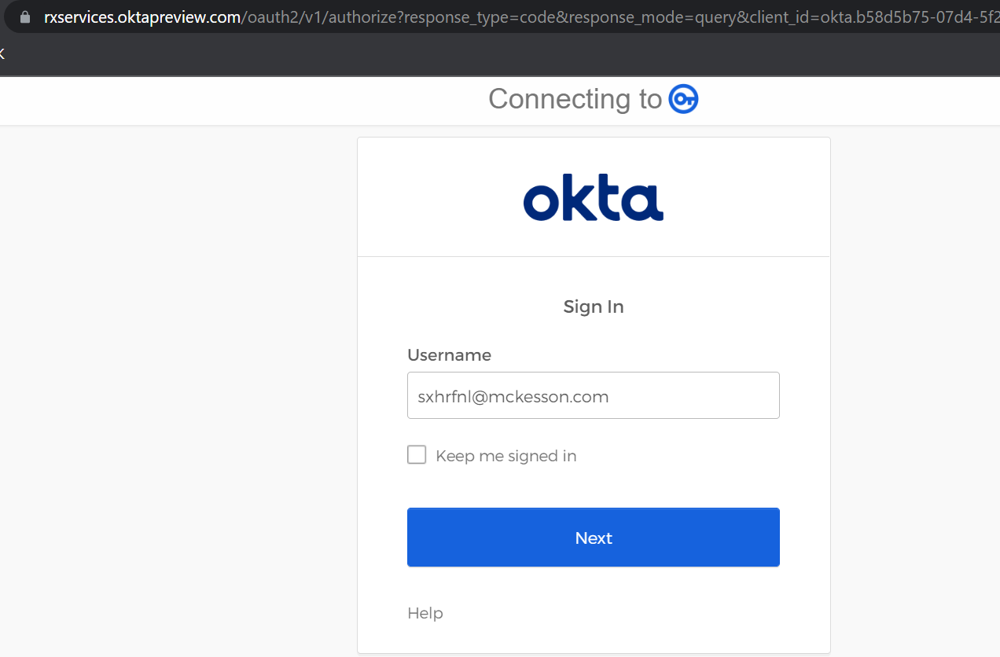 rxservices.oktapreview.com/oauth2/v1/authorize?response_type=code&response_mode=query&client_id=okta.b58d5b75-07d4-5f2
Connecting to
okta
Sign In
Username
sxhrfnl@mckesson.com
Keep me signed in
Next
Help